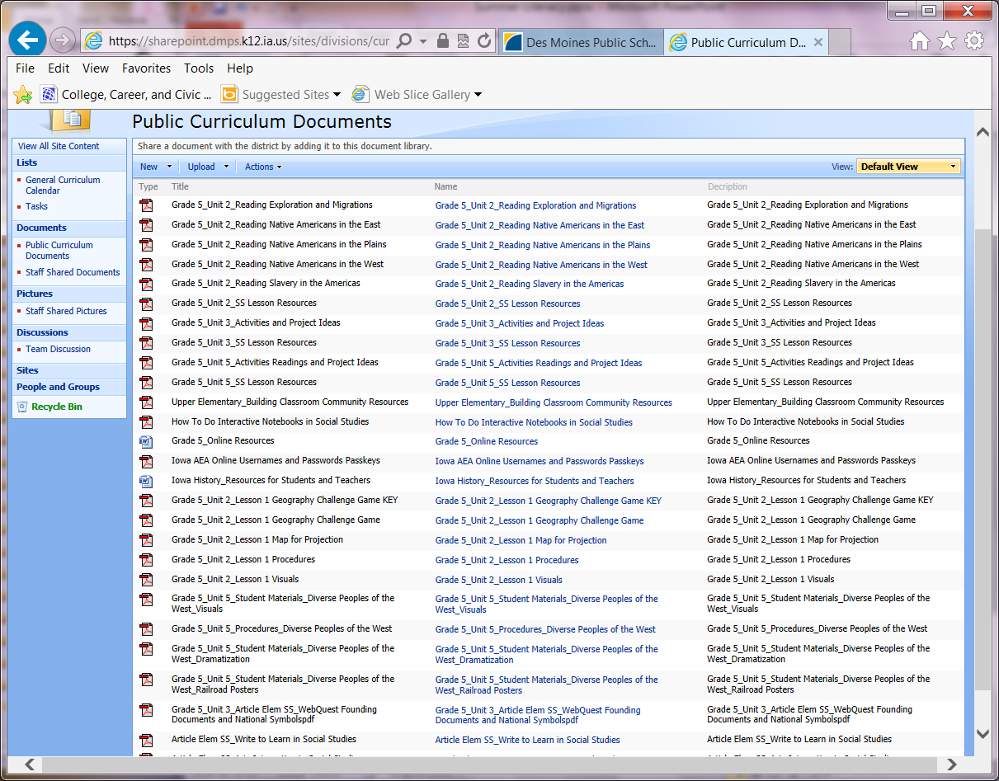 Summer Literacy.pptx - Microsoft PowerPoint
https://sharepoint.dmps.k12.ia.us/sites/divisions/cur
Des Moines Public Sch...
Public Curriculum D...
File Edit View Favorites Tools Help
College, Career, and Civic ... Suggested Sites Web Slice Gallery
Public Curriculum Documents
Share a document with the district by adding it to this document library.
New Upload Actions View: Default View
View All Site Content
Lists
General Curriculum
Calendar
Tasks
Documents
Public Curriculum
Documents
Staff Shared Documents
Pictures
Staff Shared Pictures
Discussions
Team Discussion
Sites
People and Groups
Recycle Bin
Type Title Name Decription
Grade 5_Unit 2_Reading Exploration and Migrations Grade 5_Unit 2_Reading Exploration and Migrations Grade 5_Unit 2_Reading Exploration and Migrations
Grade 5_Unit 2_Reading Native Americans in the East Grade 5_Unit 2_Reading Native Americans in the East Grade 5_Unit 2_Reading Native Americans in the East
Grade 5_Unit 2_Reading Native Americans in the Plains Grade 5_Unit 2_Reading Native Americans in the Plains Grade 5_Unit 2_Reading Native Americans in the Plains
Grade 5_Unit 2_Reading Native Americans in the West Grade 5_Unit 2_Reading Native Americans in the West Grade 5_Unit 2_Reading Native Americans in the West
Grade 5_Unit 2_Reading Slavery in the Americas Grade 5_Unit 2_Reading Slavery in the Americas Grade 5_Unit 2_Reading Slavery in the Americas
Grade 5_Unit 2_SS Lesson Resources Grade 5_Unit 2_SS Lesson Resources Grade 5_Unit 2_SS Lesson Resources
Grade 5_Unit 3_Activities and Project Ideas Grade 5_Unit 3_Activities and Project Ideas Grade 5_Unit 3_Activities and Project Ideas
Grade 5_Unit 3_SS Lesson Resources Grade 5_Unit 3_SS Lesson Resources Grade 5_Unit 3_SS Lesson Resources
Grade 5_Unit 5_Activities Readings and Project Ideas Grade 5_Unit 5_Activities Readings and Project Ideas Grade 5_Unit 5_Activities Readings and Project Ideas
Grade 5_Unit 5_SS Lesson Resources Grade 5_Unit 5_SS Lesson Resources Grade 5_Unit 5_SS Lesson Resources
Upper Elementary_Building Classroom Community Resources Upper Elementary_Building Classroom Community Resources Upper Elementary_Building Classroom Community Resources
How To Do Interactive Notebooks in Social Studies How To Do Interactive Notebooks in Social Studies How To Do Interactive Notebooks in Social Studies
Grade 5_Online Resources Grade 5_Online Resources Grade 5_Online Resources
Iowa AEA Online Usernames and Passwords Passkeys Iowa AEA Online Usernames and Passwords Passkeys Iowa AEA Online Usernames and Passwords Passkeys
Iowa History_Resources for Students and Teachers Iowa History_Resources for Students and Teachers Iowa History_Resources for Students and Teachers
Grade 5_Unit 2_Lesson 1 Geography Challenge Game KEY Grade 5_Unit 2_Lesson 1 Geography Challenge Game KEY Grade 5_Unit 2_Lesson 1 Geography Challenge Game KEY
Grade 5_Unit 2_Lesson 1 Geography Challenge Game Grade 5_Unit 2_Lesson 1 Geography Challenge Game Grade 5_Unit 2_Lesson 1 Geography Challenge Game
Grade 5_Unit 2_Lesson 1 Map for Projection Grade 5_Unit 2_Lesson 1 Map for Projection Grade 5_Unit 2_Lesson 1 Map for Projection
Grade 5_Unit 2_Lesson 1 Procedures Grade 5_Unit 2_Lesson 1 Procedures Grade 5_Unit 2_Lesson 1 Procedures
Grade 5_Unit 2_Lesson 1 Visuals Grade 5_Unit 2_Lesson 1 Visuals Grade 5_Unit 2_Lesson 1 Visuals
Grade 5_Unit 5_Student Materials_Diverse Peoples of the Grade 5_Unit 5_Student Materials_Diverse Peoples of the Grade 5_Unit 5_Student Materials_Diverse Peoples of the
West_Visuals West_Visuals West_Visuals
Grade 5_Unit 5_Procedures_Diverse Peoples of the West Grade 5_Unit 5_Procedures_Diverse Peoples of the West Grade 5_Unit 5_Procedures_Diverse Peoples of the West
Grade 5_Unit 5_Student Materials_Diverse Peoples of the Grade 5_Unit 5_Student Materials_Diverse Peoples of the Grade 5_Unit 5_Student Materials_Diverse Peoples of the
West_Dramatization West_Dramatization West_Dramatization
Grade 5_Unit 5_Student Materials_Diverse Peoples of the Grade 5_Unit 5_Student Materials_Diverse Peoples of the Grade 5_Unit 5_Student Materials_Diverse Peoples of the
West_Railroad Posters West_Railroad Posters West_Railroad Posters
Grade 5_Unit 3_Article Elem SS_WebQuest Founding Grade 5_Unit 3_Article Elem SS_WebQuest Founding Grade 5_Unit 3_Article Elem SS_WebQuest Founding
Documents and National Symbolspdf Documents and National Symbolspdf Documents and National Symbolspdf
Article Elem SS_Write to Learn in Social Studies Article Elem SS_Write to Learn in Social Studies Article Elem SS_Write to Learn in Social Studies